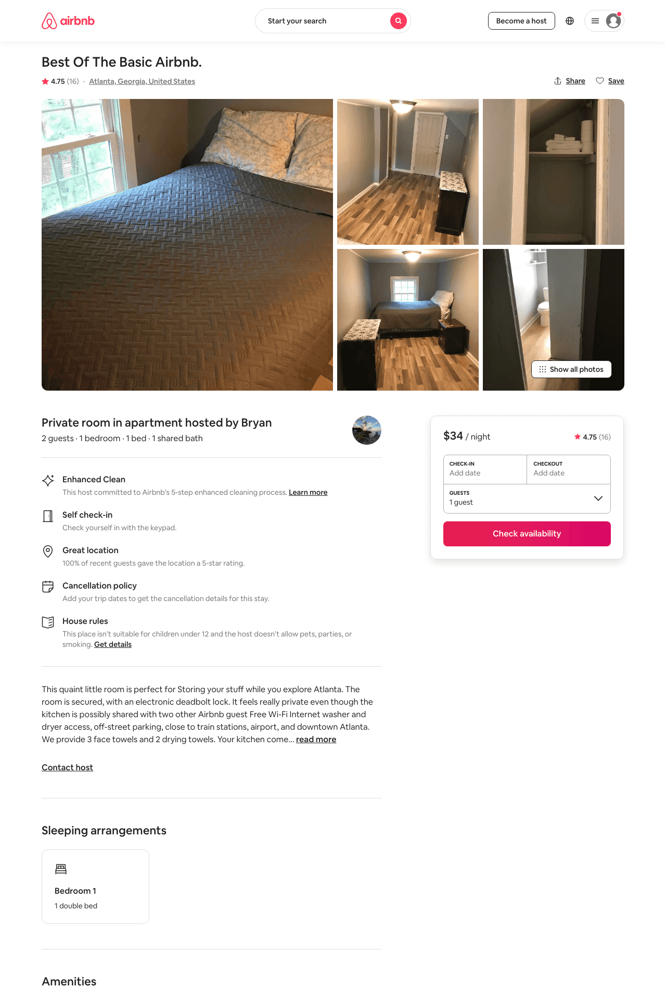 airbnb
Start your search
Become a host
Best Of The Basic Airbnb.
4.75 (16) · Atlanta, Georgia, United States
Share
Save
Show all photos
Private room in apartment hosted by Bryan
2 guests · 1 bedroom · 1 bed · 1 shared bath
$34 / night
4.75 (16)
CHECK-IN
Add date
CHECKOUT
Add date
GUESTS
1 guest
Check availability
Enhanced Clean
This host committed to Airbnb's 5-step enhanced cleaning process. Learn more
Self check-in
Check yourself in with the keypad.
Great location
100% of recent guests gave the location a 5-star rating.
Cancellation policy
Add your trip dates to get the cancellation details for this stay.
House rules
This place isn’t suitable for children under 12 and the host doesn’t allow pets, parties, or
smoking. Get details
This quaint little room is perfect for Storing your stuff while you explore Atlanta. The
room is secured, with an electronic deadbolt lock. It feels really private even though the
kitchen is possibly shared with two other Airbnb guest Free Wi-Fi Internet washer and
dryer access, off-street parking, close to train stations, airport, and downtown Atlanta.
We provide 3 face towels and 2 drying towels. Your kitchen come... read more
Contact host
Sleeping arrangements
Bedroom 1
1 double bed
Amenities